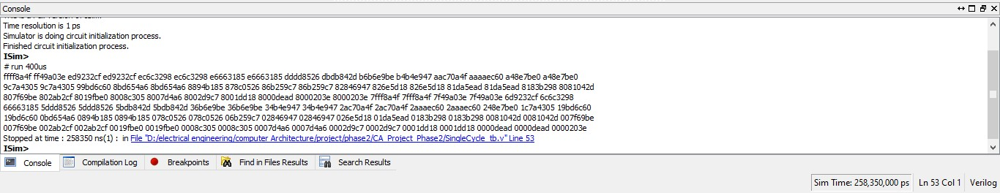 Console
Time resolution is 1 ps
Simulator is doing circuit initialization process.
Finished circuit initialization process.
ISim>
# run 400us
ffff8a4f ff49a03e ed9232cf ed9232cf ec6c3298 ec6c3298 e6663185 e6663185 dddd8526 dbdb842d b6b6e9be b4b4e947 aac70a4f aaaaec60 a48e7be0 a48e7be0
9c7a4305 9c7a4305 99bd6c60 8bd654a6 8bd654a6 8894b185 878c0526 86b259c7 86b259c7 82846947 826e5d18 826e5d18 81da5ead 81da5ead 8183b298 8081042d
807f69be 802ab2cf 8019fbe0 8008c305 8007d4a6 8002d9c7 8001dd18 8000dead 8000203e 8000203e 7fff8a4f 7fff8a4f 7f49a03e 7f49a03e 6d9232cf 6c6c3298
66663185 5ddd8526 5ddd8526 5bdb842d 5bdb842d 36b6e9be 36b6e9be 34b4e947 34b4e947 2ac70a4f 2ac70a4f 2aaaec60 2aaaec60 248e7be0 1c7a4305 19bd6c60
19bd6c60 0bd654a6 0894b185 0894b185 078c0526 078c0526 06b259c7 02846947 02846947 026e5d18 01da5ead 0183b298 0183b298 0081042d 0081042d 007f69be
007f69be 002ab2cf 002ab2cf 0019fbe0 0019fbe0 0008c305 0008c305 0007d4a6 0007d4a6 0002d9c7 0002d9c7 0001dd18 0001dd18 0000dead 0000dead 0000203e
Stopped at time : 258350 ns(1) : in File "D:/electrical engineering/computer Architecture/project/phase2/CA_Project_Phase2/SingleCycle_tb.v" Line 53
ISim>
Console Compilation Log Breakpoints Find in Files Results Search Results
Sim Time: 258,350,000 ps Ln 53 Col 1 Verilog